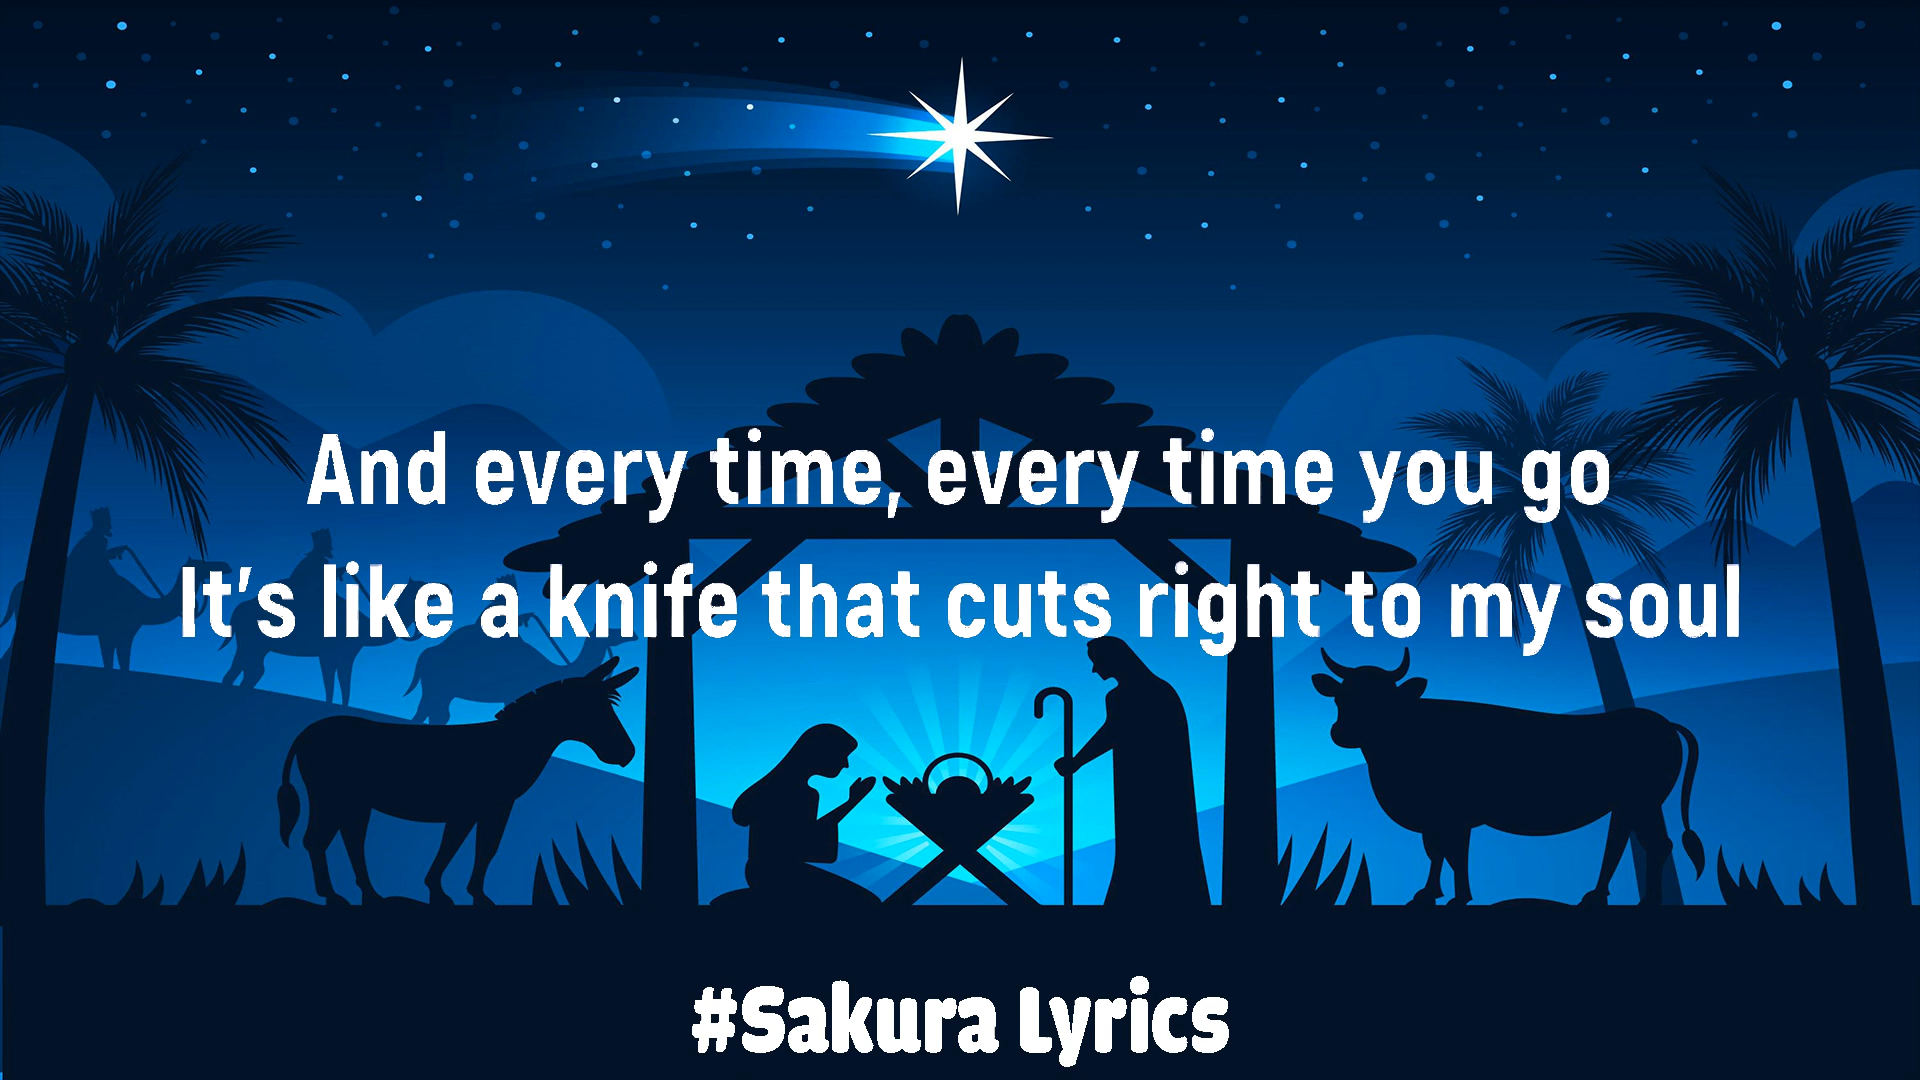 And every time, every time you go
It's like a knife that cuts right to my soul
#Sakura Lyrics